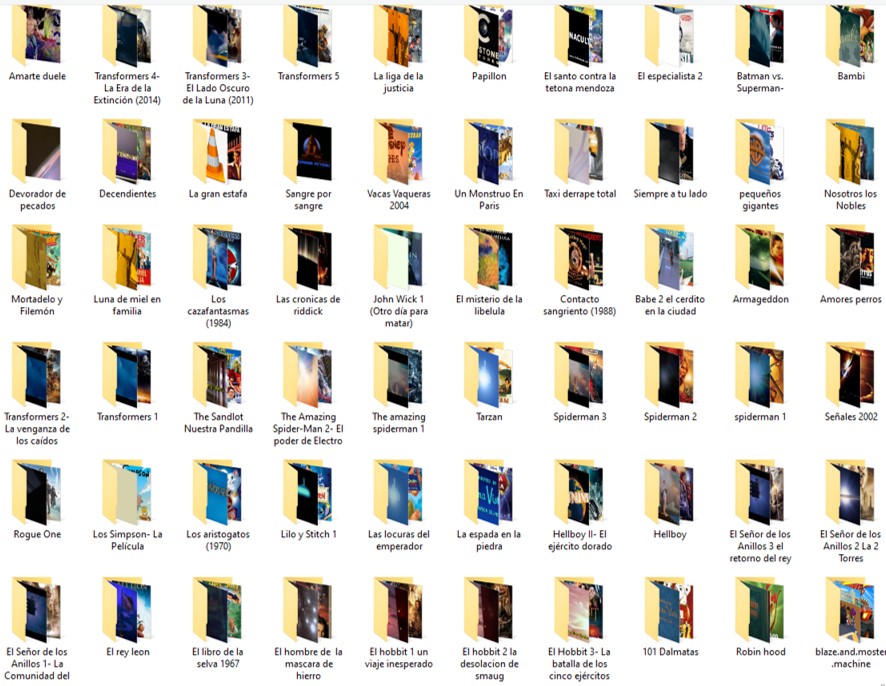 Amarte duele
Transformers 4-
La Era de la
Extinción (2014)
Transformers 3-
El Lado Oscuro
de la Luna (2011)
Transformers 5
La liga de la
justicia
Papillon
El santo contra la
tetona mendoza
El especialista 2
Batman vs.
Superman-
Bambi
Devorador de
pecados
Decendientes
La gran estafa
Sangre por
sangre
Vacas Vaqueras
2004
Un Monstruo En
Paris
Taxi derrape total
Siempre a tu lado
pequeños
gigantes
Nosotros los
Nobles
Mortadelo y
Filemón
Luna de miel en
familia
Los
cazafantasmas
(1984)
Las cronicas de
riddick
John Wick 1
(Otro día para
matar)
El misterio de la
libelula
Contacto
sangriento (1988)
Babe 2 el cerdito
en la ciudad
Armageddon
Amores perros
Transformers 2-
La venganza de
los caídos
Transformers 1
The Sandlot
Nuestra Pandilla
The Amazing
Spider-Man 2- El
poder de Electro
The amazing
spiderman 1
Tarzan
Spiderman 3
Spiderman 2
spiderman 1
Señales 2002
Rogue One
Los Simpson- La
Película
Los aristogatos
(1970)
Lilo y Stitch 1
Las locuras del
emperador
La espada en la
piedra
Hellboy II- El
ejército dorado
Hellboy
El Señor de los
Anillos 3 el
retorno del rey
El Señor de los
Anillos 2 La 2
Torres
El Señor de los
Anillos 1- La
Comunidad del
El rey leon
El libro de la
selva 1967
El hombre de la
mascara de
hierro
El hobbit 1 un
viaje inesperado
El hobbit 2 la
desolacion de
smaug
El Hobbit 3- La
batalla de los
cinco ejércitos
101 Dalmatas
Robin hood
blaze.and.moster
.machine